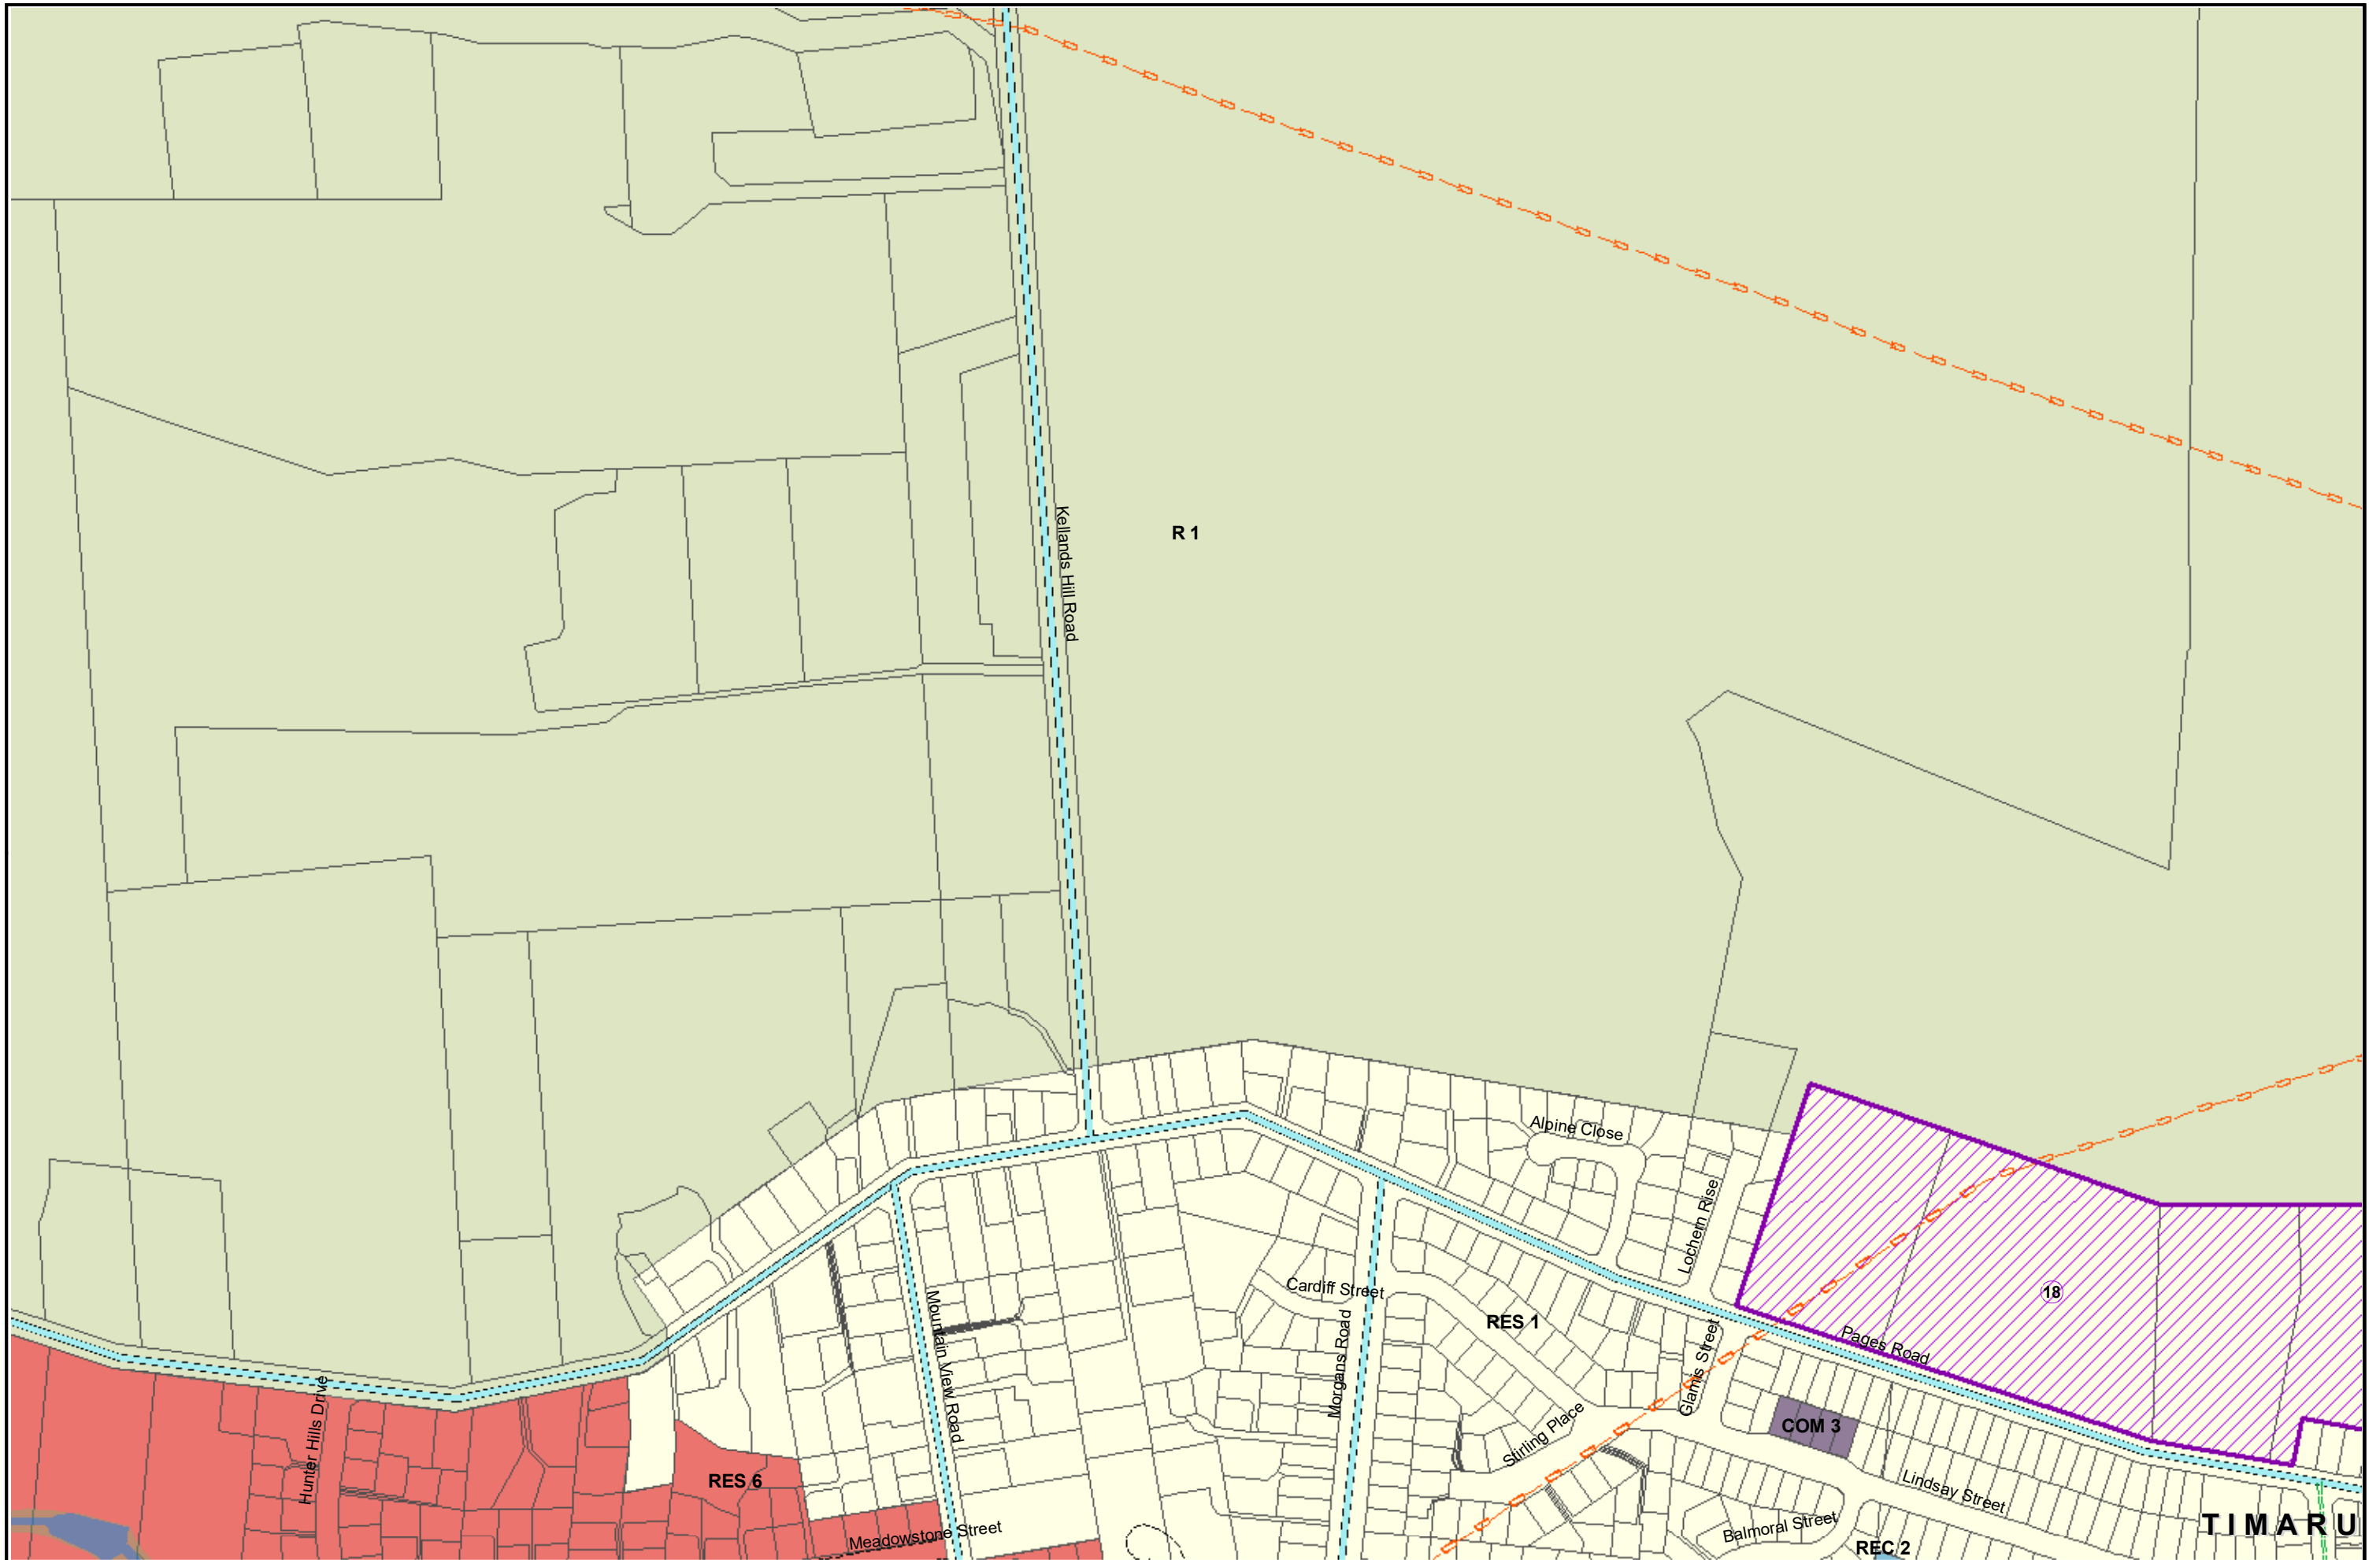 R 1
Kellands Hill Road
Alpine Close
Lochern Rise
18
Cardiff Street
RES 1
Mountain View Road
Morgans Road
Glamis Street
Pages Road
Hunter Hills Drive
COM 3
Stirling Place
RES 6
Lindsay Street
Meadowstone Street
Balmoral Street
TIMARU
REC 2